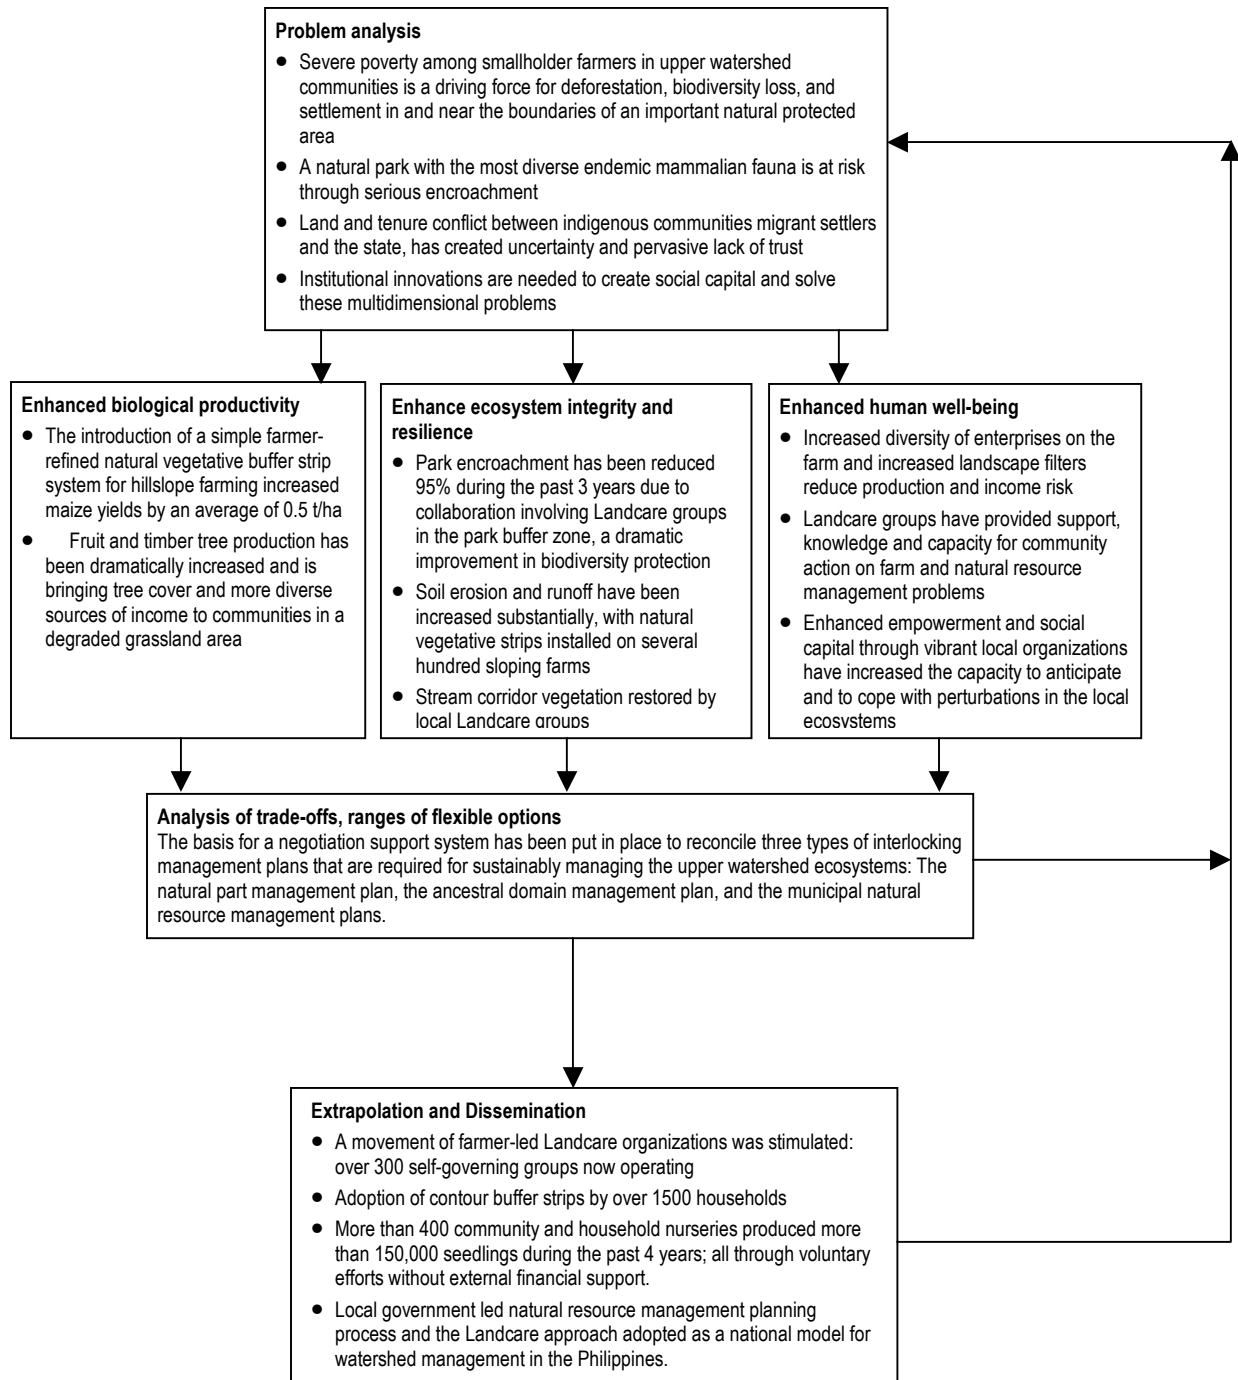 Problem analysis
● Severe poverty among smallholder farmers in upper watershed
communities is a driving force for deforestation, biodiversity loss, and
settlement in and near the boundaries of an important natural protected
area
● A natural park with the most diverse endemic mammalian fauna is at risk
through serious encroachment
● Land and tenure conflict between indigenous communities migrant settlers
and the state, has created uncertainty and pervasive lack of trust
● Institutional innovations are needed to create social capital and solve
these multidimensional problems
Enhanced biological productivity
● The introduction of a simple farmer-
refined natural vegetative buffer strip
system for hillslope farming increased
maize yields by an average of 0.5 t/ha
● Fruit and timber tree production has
been dramatically increased and is
bringing tree cover and more diverse
sources of income to communities in a
degraded grassland area
Enhance ecosystem integrity and
resilience
● Park encroachment has been reduced
95% during the past 3 years due to
collaboration involving Landcare groups
in the park buffer zone, a dramatic
improvement in biodiversity protection
● Soil erosion and runoff have been
increased substantially, with natural
vegetative strips installed on several
hundred sloping farms
● Stream corridor vegetation restored by
local Landcare groups
Enhanced human well-being
● Increased diversity of enterprises on the
farm and increased landscape filters
reduce production and income risk
● Landcare groups have provided support,
knowledge and capacity for community
action on farm and natural resource
management problems
● Enhanced empowerment and social
capital through vibrant local organizations
have increased the capacity to anticipate
and to cope with perturbations in the local
ecosystems
Analysis of trade-offs, ranges of flexible options
The basis for a negotiation support system has been put in place to reconcile three types of interlocking
management plans that are required for sustainably managing the upper watershed ecosystems: The
natural part management plan, the ancestral domain management plan, and the municipal natural
resource management plans.
Extrapolation and Dissemination
● A movement of farmer-led Landcare organizations was stimulated:
over 300 self-governing groups now operating
● Adoption of contour buffer strips by over 1500 households
● More than 400 community and household nurseries produced more
than 150,000 seedlings during the past 4 years; all through voluntary
efforts without external financial support.
● Local government led natural resource management planning
process and the Landcare approach adopted as a national model for
watershed management in the Philippines.